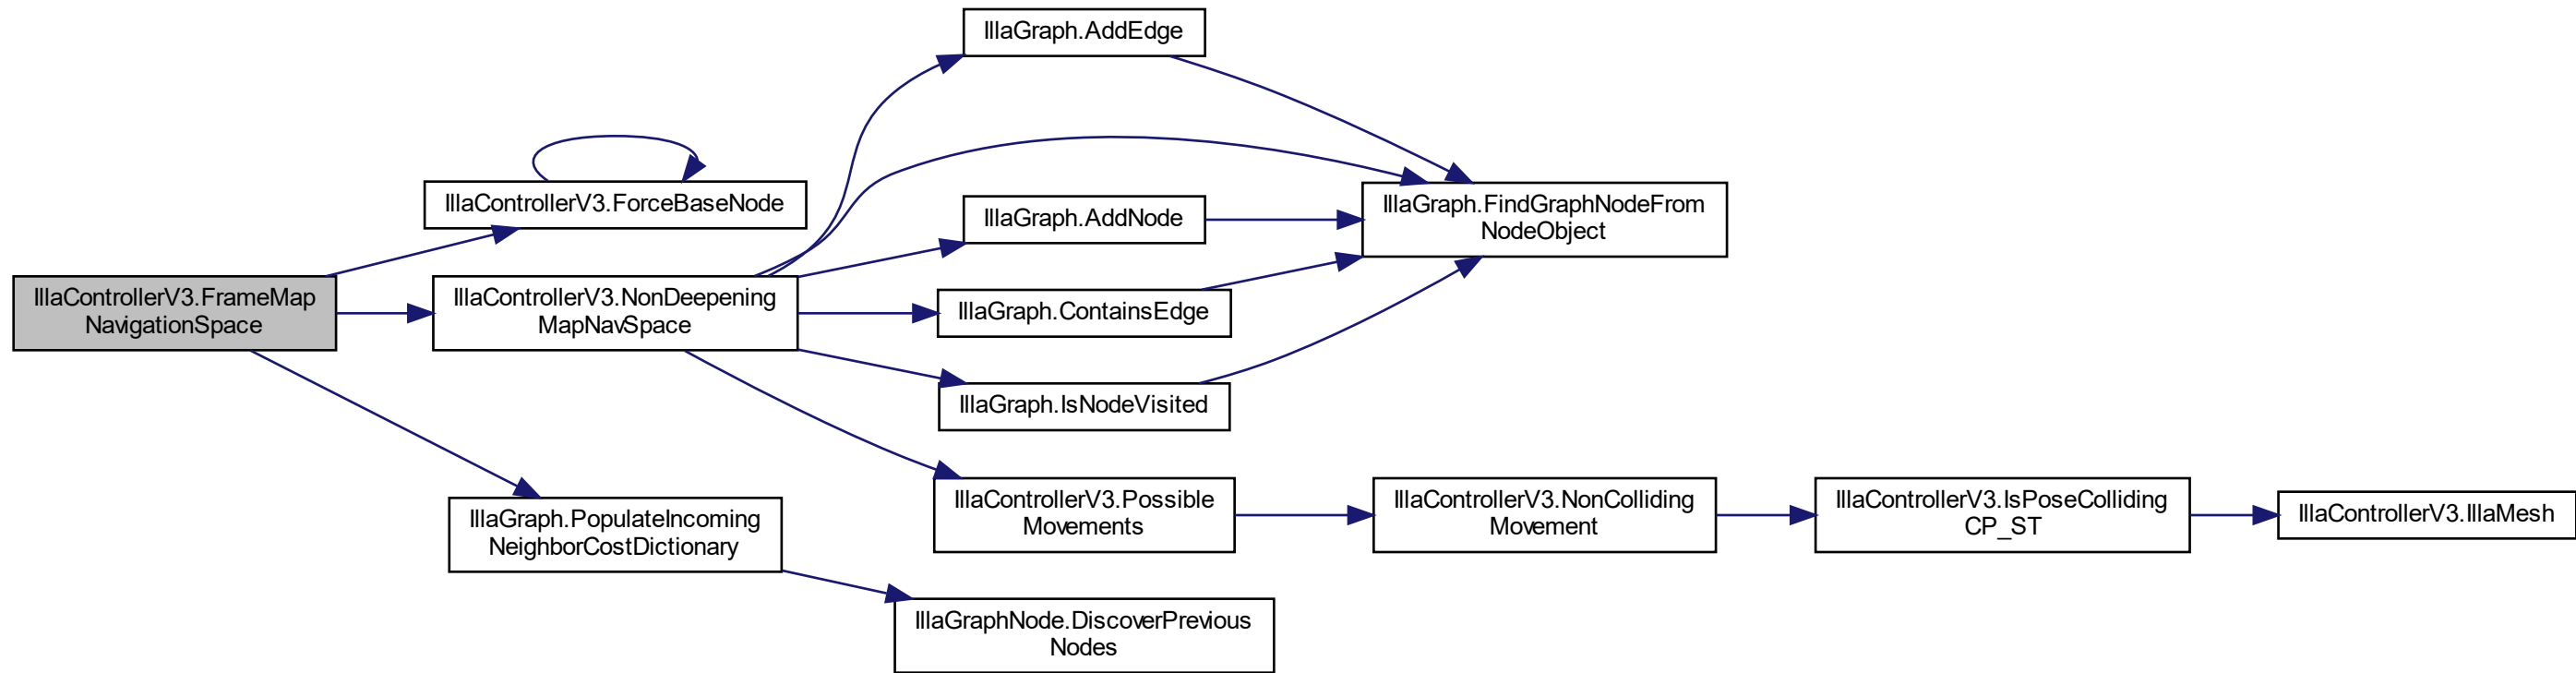 IllaGraph.AddEdge
IllaControllerV3.ForceBaseNode
IllaGraph.AddNode
IllaGraph.FindGraphNodeFrom
NodeObject
IllaControllerV3.FrameMap
NavigationSpace
IllaControllerV3.NonDeepening
MapNavSpace
IllaGraph.ContainsEdge
IllaGraph.IsNodeVisited
IllaGraph.PopulateIncoming
NeighborCostDictionary
IllaControllerV3.Possible
Movements
IllaControllerV3.NonColliding
Movement
IllaControllerV3.IsPoseColliding
CP_ST
IllaControllerV3.IllaMesh
IllaGraphNode.DiscoverPrevious
Nodes